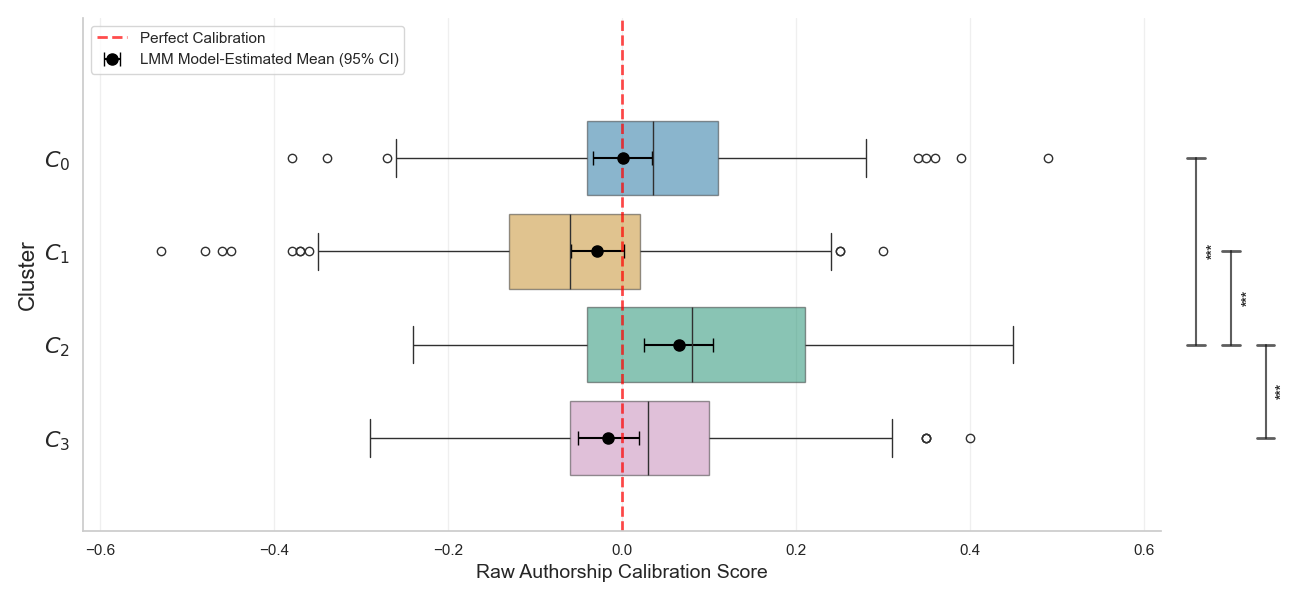 Perfect Calibration
LMM Model-Estimated Mean (95% CI)
Cluster
C₀
C₁
C₂
C₃
***
***
***
−0.6 −0.4 −0.2 0.0 0.2 0.4 0.6
Raw Authorship Calibration Score